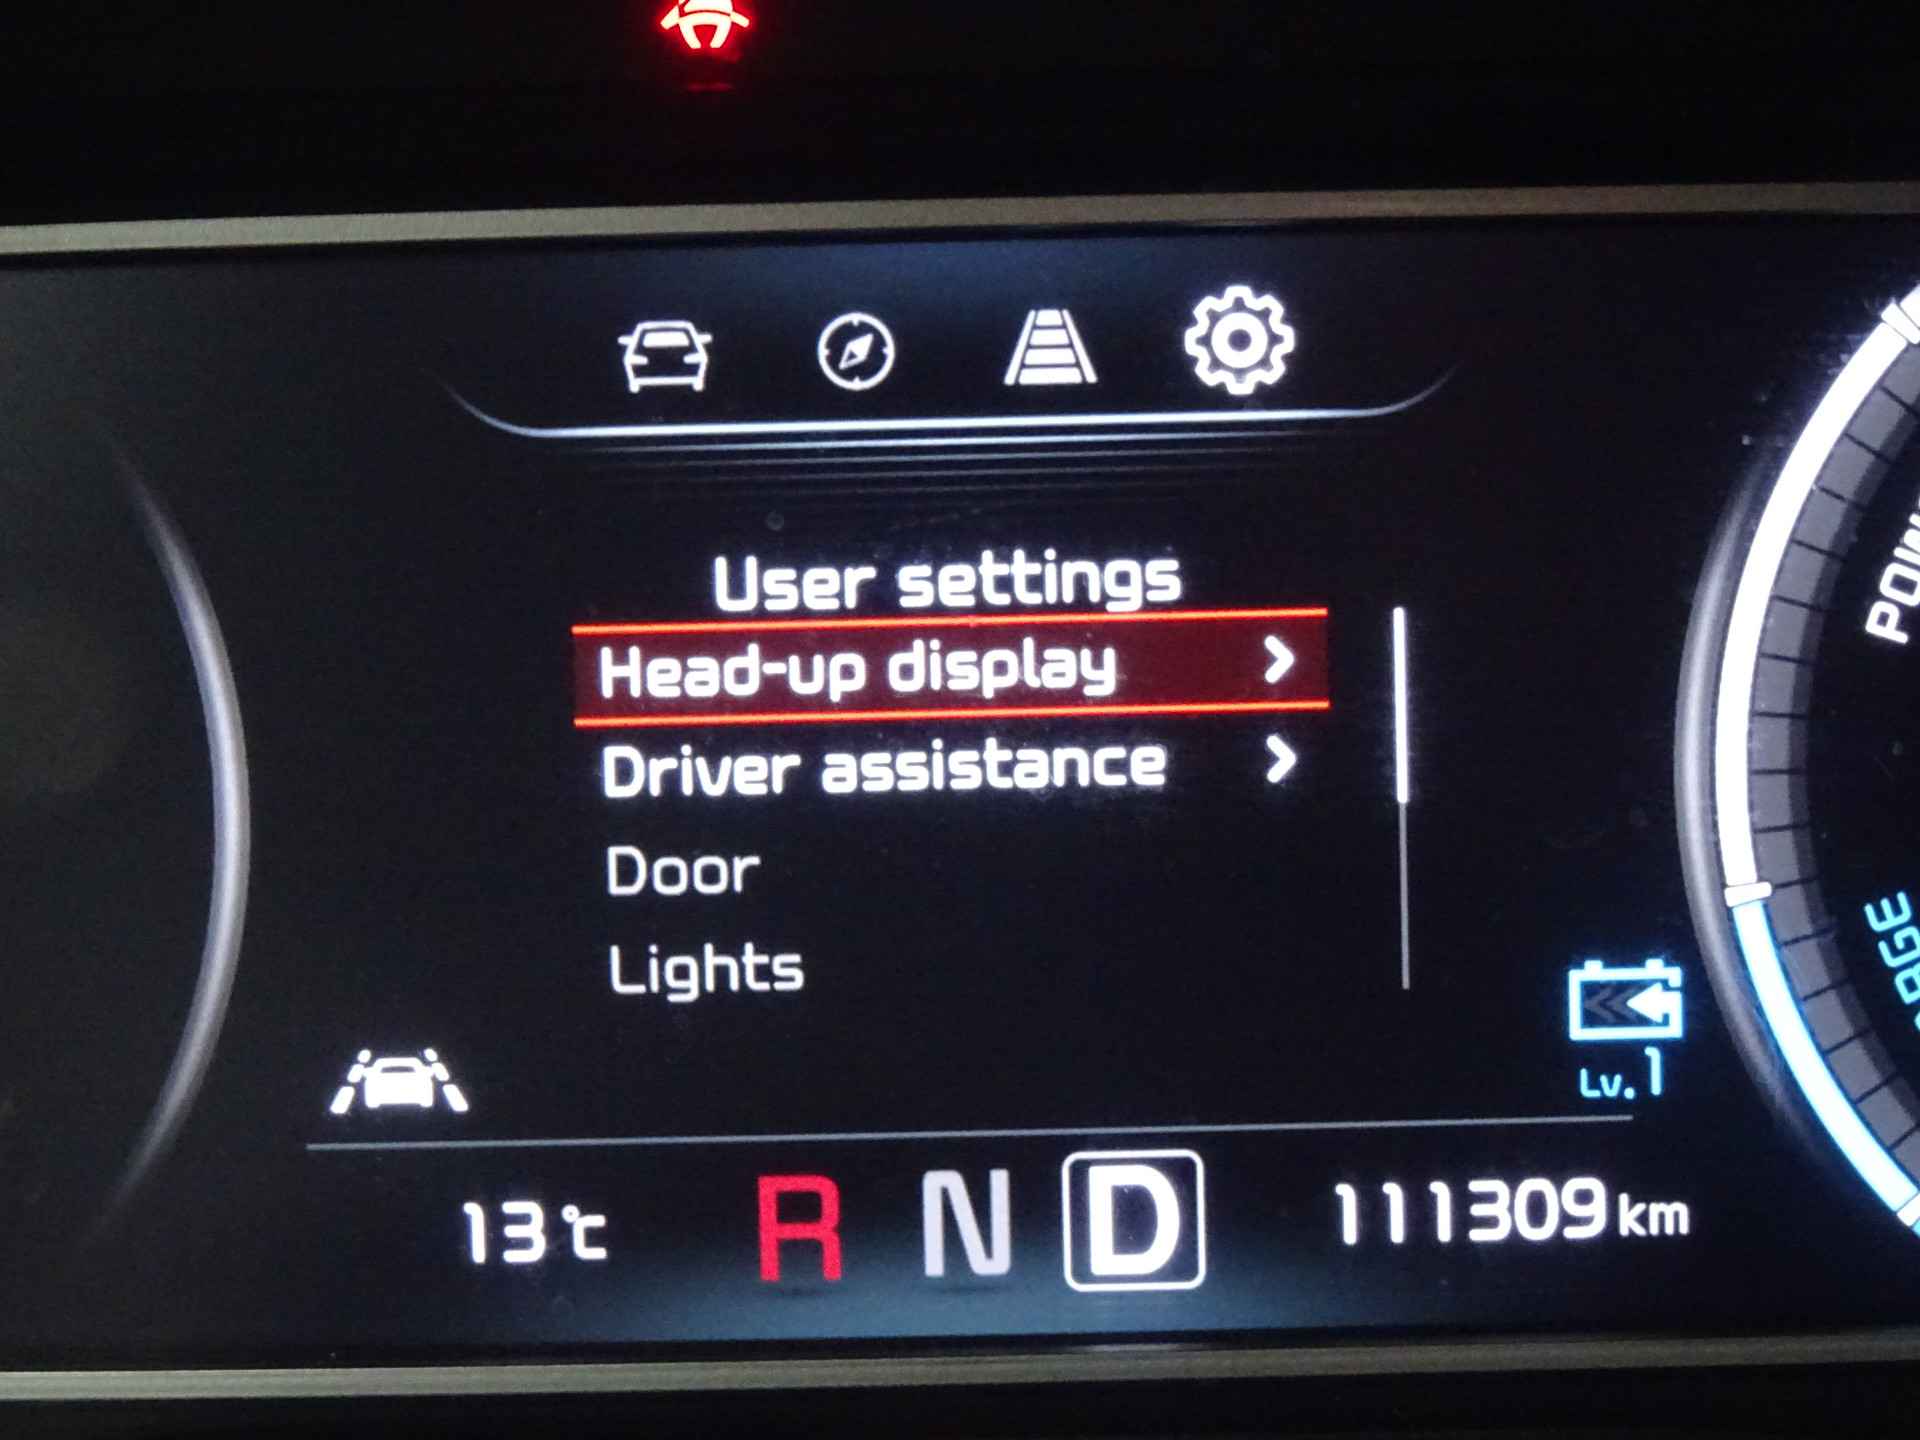 User settings
Head-up display
Driver assistance
Door
Lights
Lv.1
13 °C R N D 111309 km